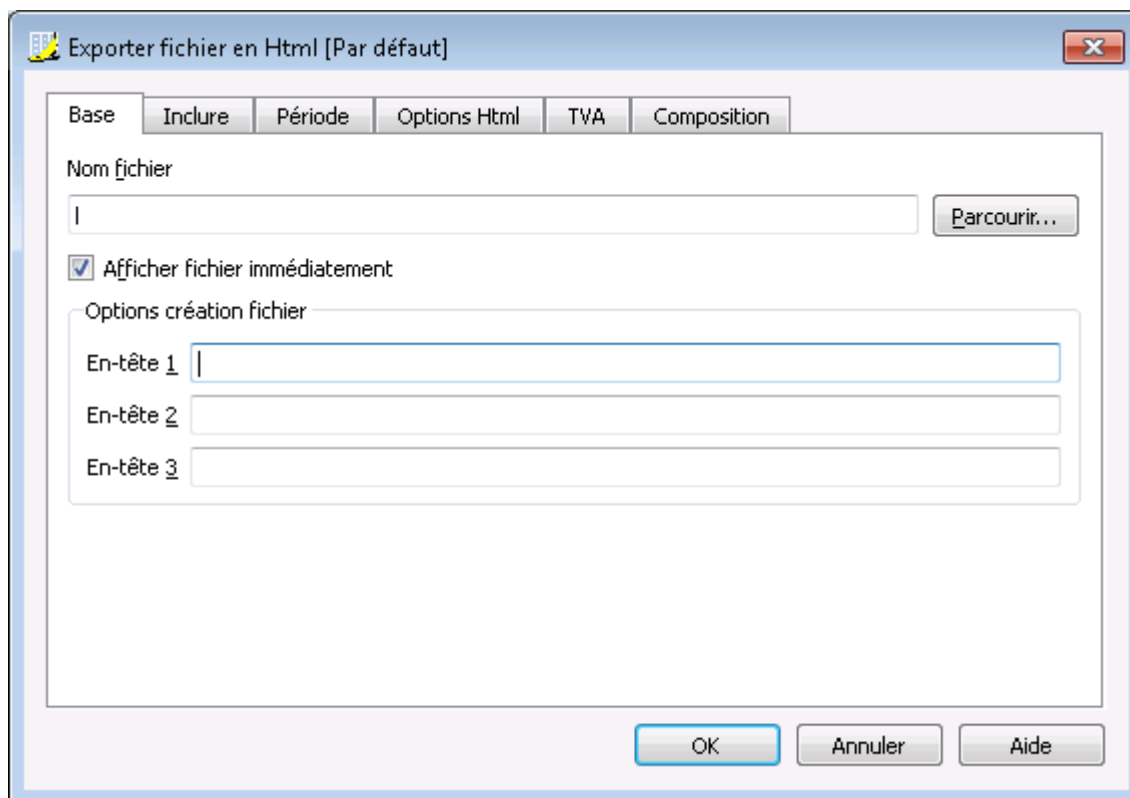 Exporter fichier en Html [Par défaut]
Base Inclure Période Options Html TVA Composition
Nom fichier
Parcourir...
Afficher fichier immédiatement
Options création fichier
En-tête 1
En-tête 2
En-tête 3
OK Annuler Aide